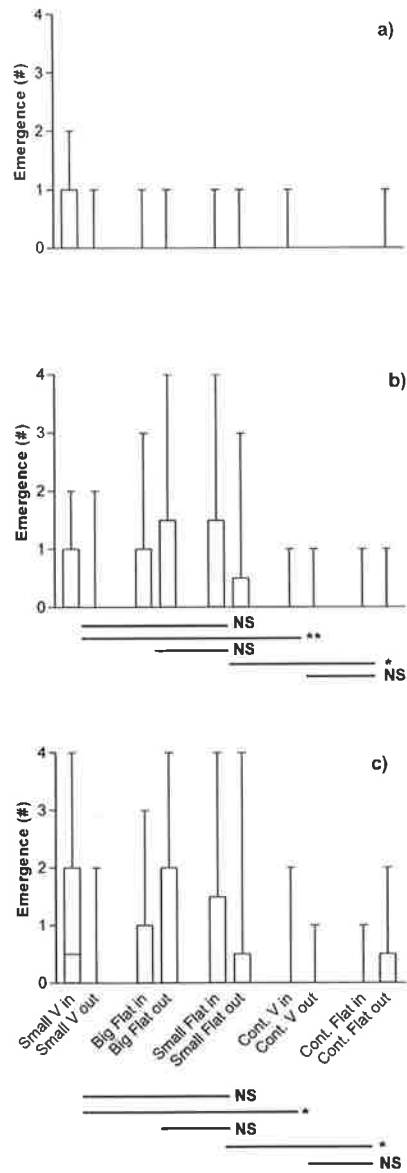 a)
Emergence (#)
4
3
2
1
0
b)
Emergence (#)
4
3
2
1
0
NS
**
NS
*
NS
c)
Emergence (#)
4
3
2
1
0
Small V in
Small V out
Big Flat in
Big Flat out
Small Flat in
Small Flat out
Cont. V in
Cont. V out
Cont. Flat in
Cont. Flat out
NS
*
NS
*
NS